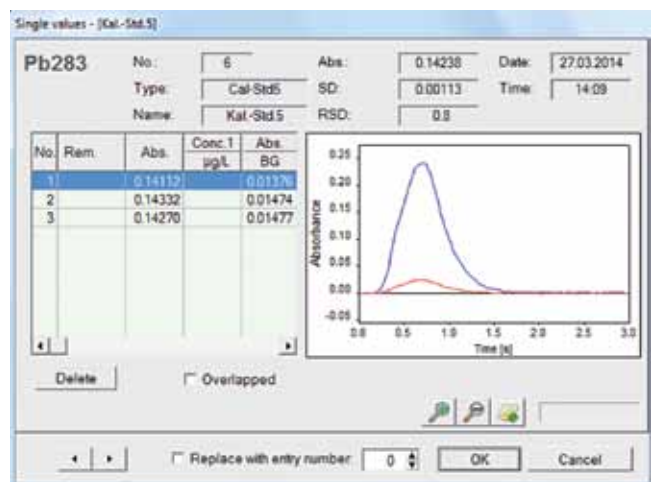 Single values - [Kal.-Std.5]
Pb283 No.: 6 Abs.: 0.14238 Date: 27.03.2014
Type: Cal-Std5 SD: 0.00113 Time: 14:09
Name: Kal.-Std.5 RSD: 0.8
No. Rem. Abs. Conc.1 Abs.
µg/L BG
1 0.14112 0.01376
2 0.14332 0.01474
3 0.14270 0.01477
Absorbance
0.25
0.20
0.15
0.10
0.05
0.00
-0.05
0.0 0.5 1.0 1.5 2.0 2.5 3.0
Time [s]
Delete Overlapped
Replace with entry number: 0 OK Cancel